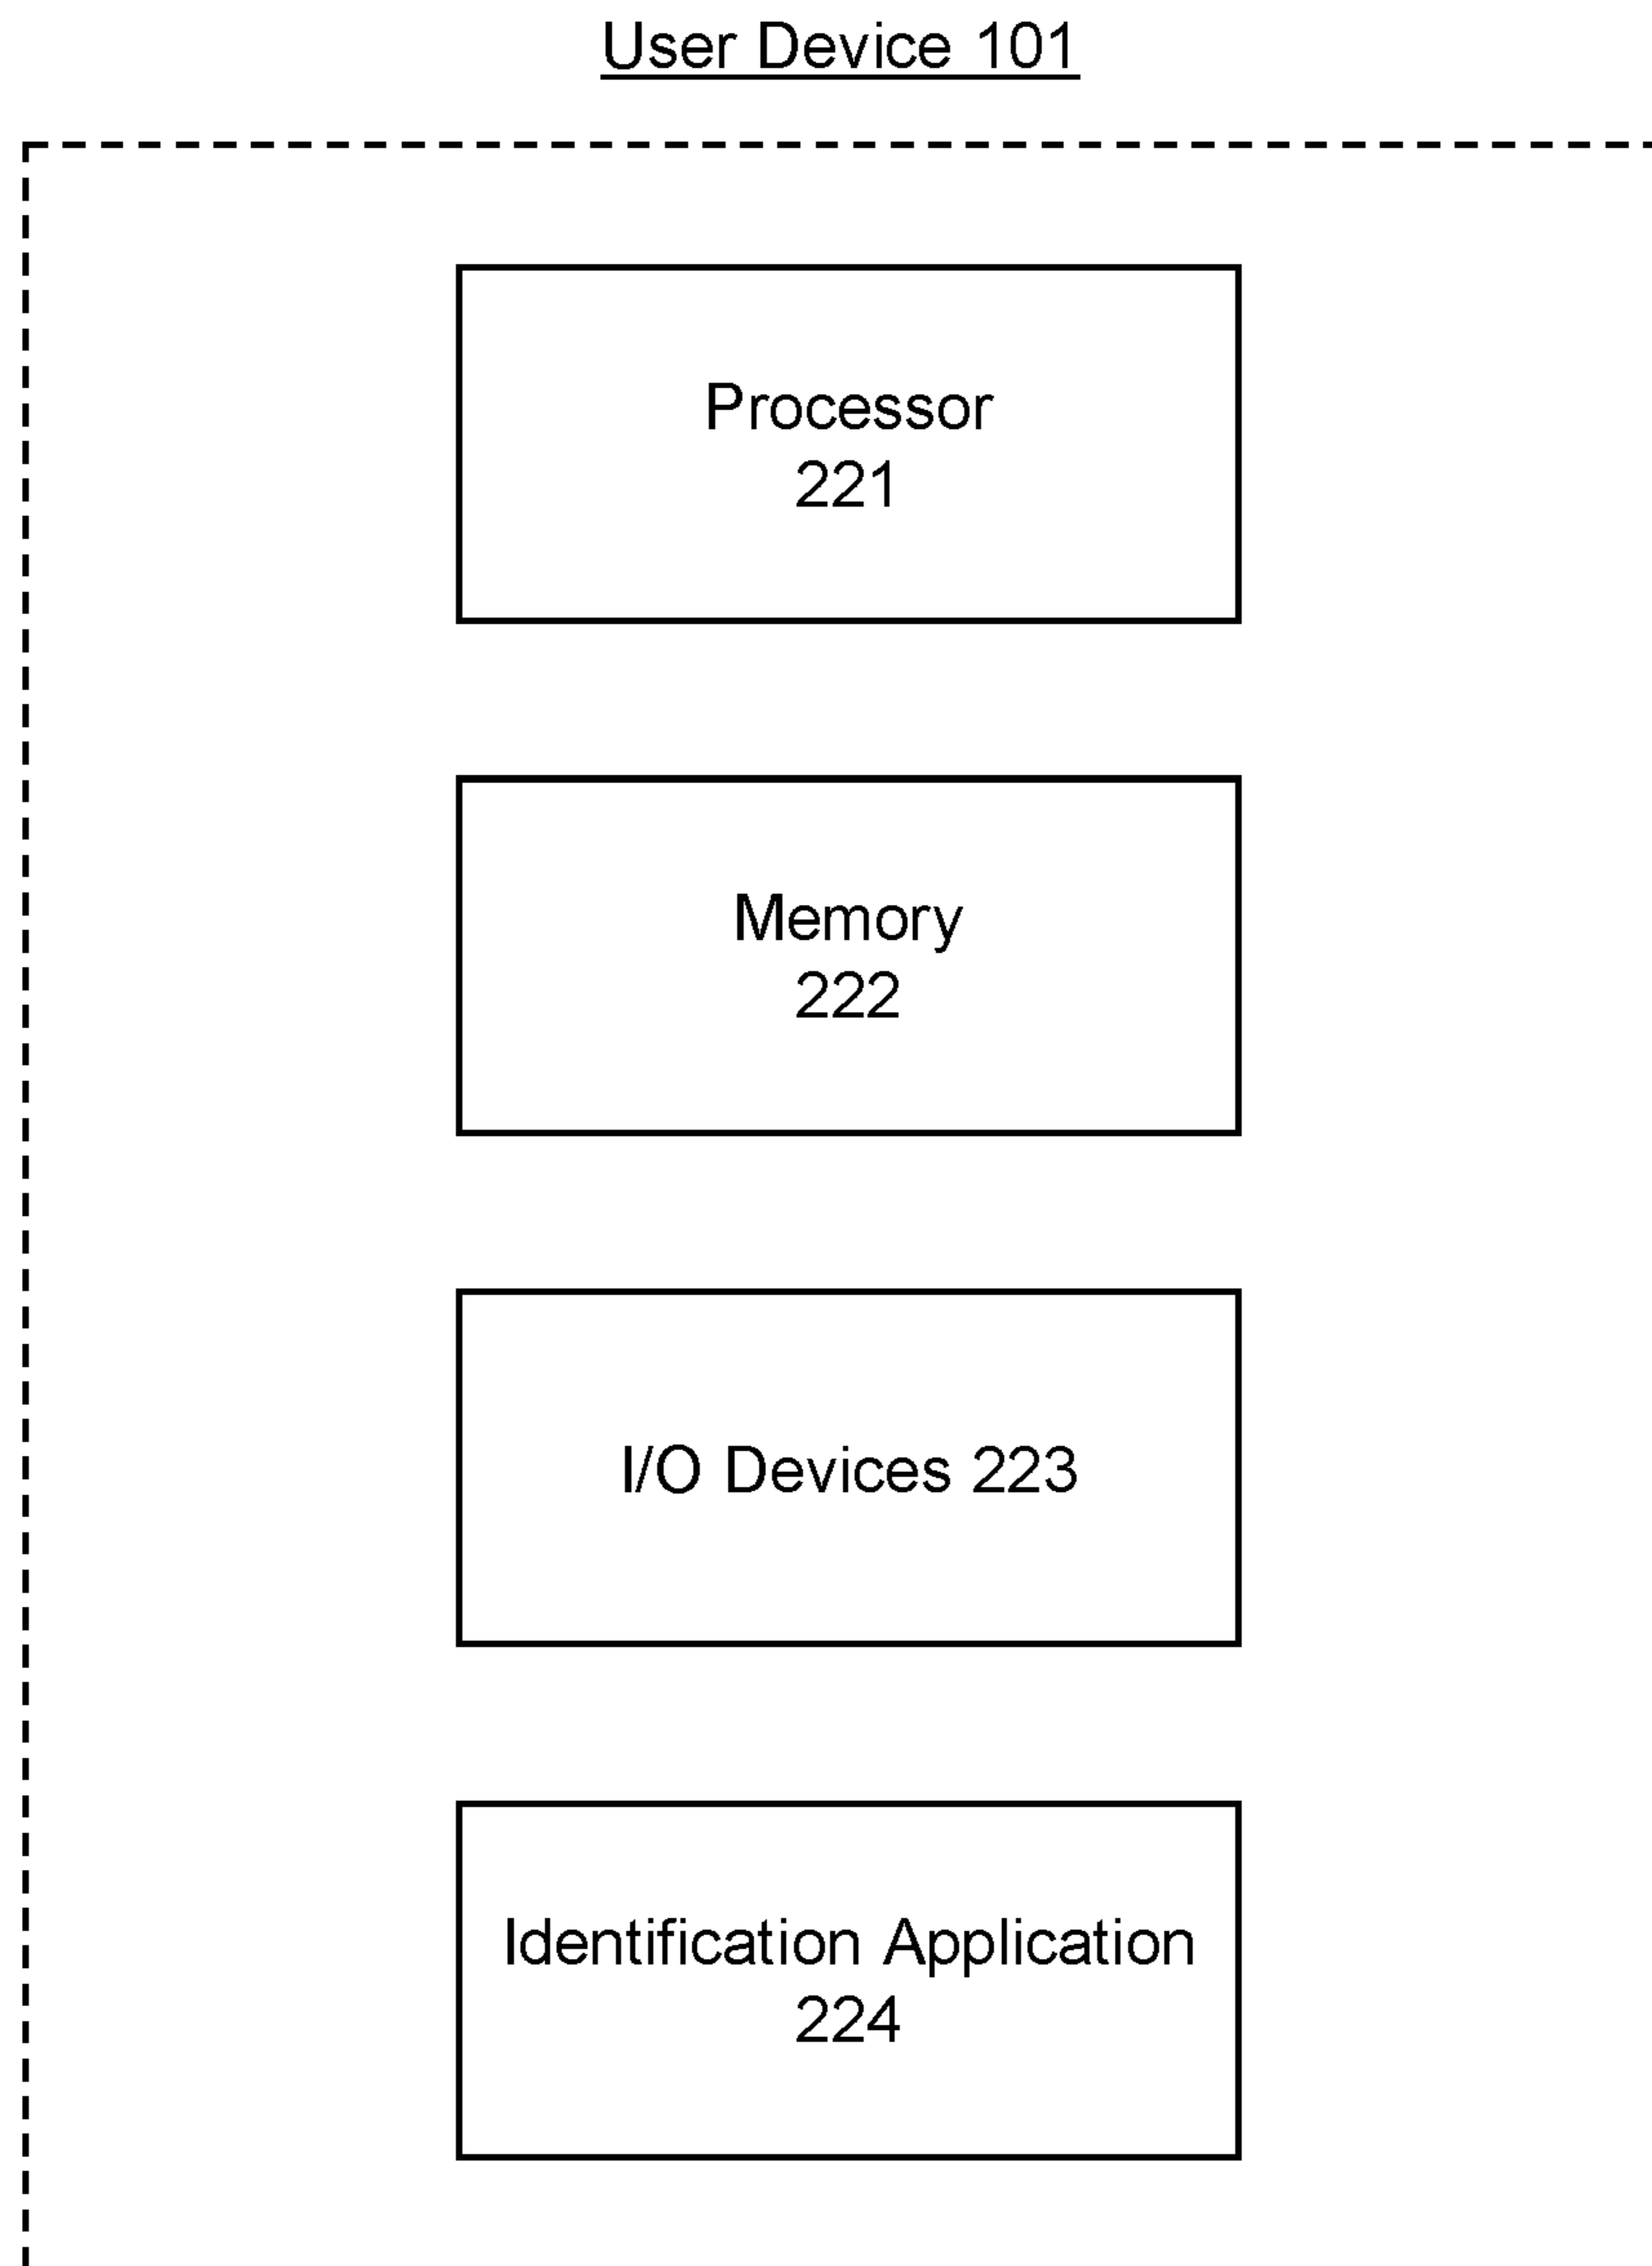 User Device 101
Processor
221
Memory
222
I/O Devices 223
Identification Application
224